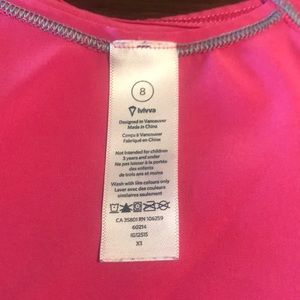 8
ivivva
Designed in Vancouver
Made in China
Conçu à Vancouver
Fabriqué en Chine
Not intended for children
3 years and under
Ne pas laisser à la portée
des enfants
de trois ans et moins
Wash with like colours only
Laver avec des couleurs
similaires seulement
CA 35801 RN 106259
60214